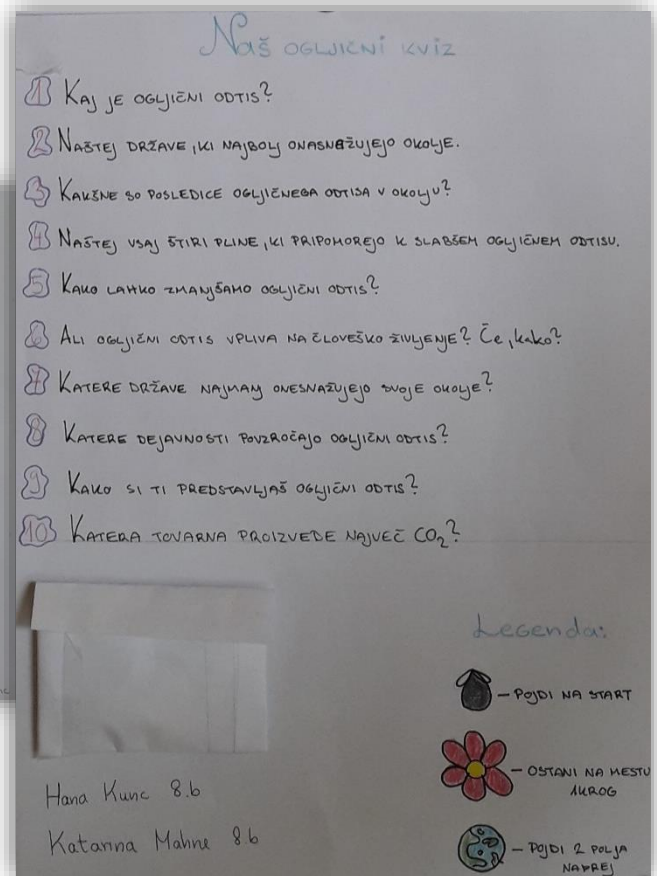 Naš OGLJIČNI KVIZ
1 KAJ JE OGLJIČNI ODTIS?
2 NAŠTEJ DRŽAVE, KI NAJBOLJ ONASNAŽUJEJO OKOLJE.
3 KAKŠNE SO POSLEDICE OGLJIČNEGA ODTISA V OKOLJU?
4 NAŠTEJ VSAJ ŠTIRI PLINE, KI PRIPOMOREJO K SLABŠEM OGLJIČNEM ODTISU.
5 KAKO LAHKO ZMANJŠAMO OGLJIČNI ODTIS?
6 ALI OGLJIČNI ODTIS VPLIVA NA ČLOVEŠKO ŽIVLJENJE? Če, kako?
7 KATERE DRŽAVE NAJMANJ ONESNAŽUJEJO SVOJE OKOLJE?
8 KATERE DEJAVNOSTI POVZROČAJO OGLJIČNI ODTIS?
9 KAKO SI TI PREDSTAVLJAŠ OGLJIČNI ODTIS?
10 KATERA TOVARNA PROIZVEDE NAJVEČ CO₂?
Legenda:
– POJDI NA START
– OSTANI NA MESTU
1 KROG
– POJDI 2 POLJA
NAPREJ
Hana Kunc 8.b
Katarina Mahne 8.b